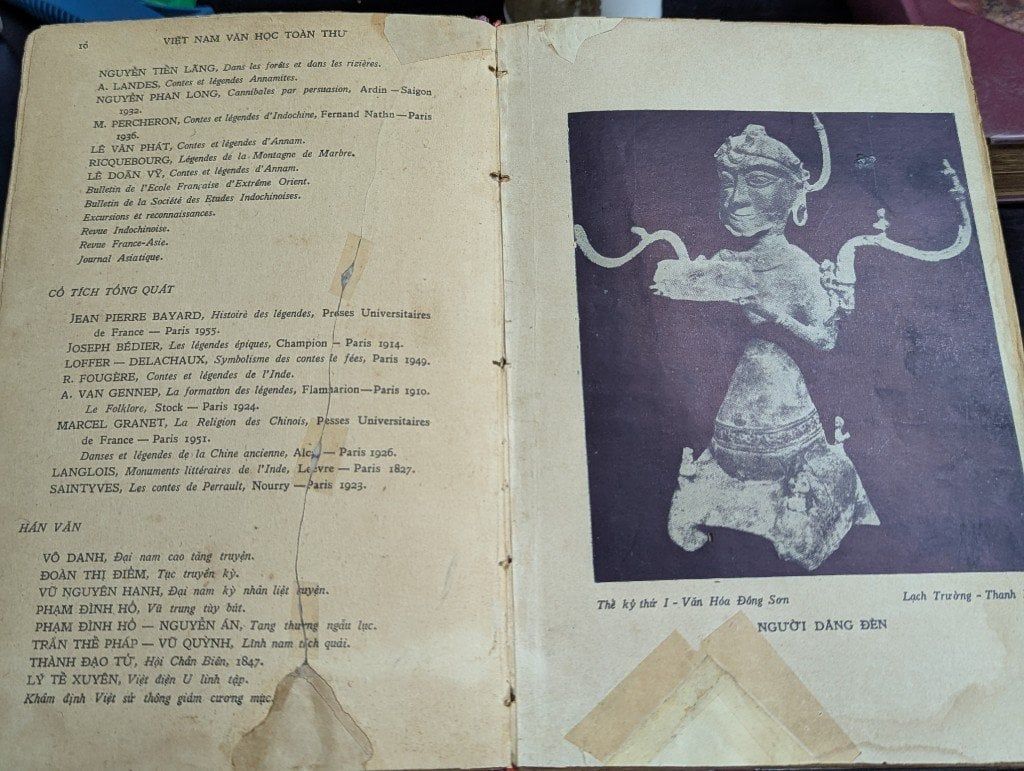 16
VIỆT NAM VĂN HỌC TOÀN THƯ
NGUYỄN TIẾN LÃNG, Dans les forêts et dans les rizières.
A. LANDES, Contes et légendes Annamites.
NGUYỄN PHAN LONG, Cannibales par persuasion, Ardin — Saigon
1932.
M. PERCHERON, Contes et légendes d'Indochine, Fernand Nathn — Paris
1936.
LÊ VĂN PHÁT, Contes et légendes d'Annam.
RICQUEBOURG, Légendes de la Montagne de Marbre.
LÊ DOÃN VỸ, Contes et légendes d'Annam.
Bulletin de l'Ecole Française d'Extrême Orient.
Bulletin de la Société des Etudes Indochinoises.
Excursions et reconnaissances.
Revue Indochinoise.
Revue France-Asie.
Journal Asiatique.
CỔ TÍCH TỔNG QUÁT
JEAN PIERRE BAYARD, Histoirè des légendes, Presses Universitaires
de France — Paris 1955.
JOSEPH BÉDIER, Les légendes épiques, Champion — Paris 1914.
LOFFER — DELACHAUX, Symbolisme des contes le fées, Paris 1949.
R. FOUGÈRE, Contes et légendes de l'Inde.
A. VAN GENNEP, La formation des légendes, Flammarion — Paris 1910.
Le Folklore, Stock — Paris 1924.
MARCEL GRANET, La Religion des Chinois, Presses Universitaires
de France — Paris 1951.
Danses et légendes de la Chine ancienne, — Paris 1926.
LANGLOIS, Monuments littéraires de l'Inde, — Paris 1827.
SAINTYVES, Les contes de Perrault, Nourry — Paris 1923.
HÁN VĂN
VÔ DANH, Đại nam cao tăng truyện.
ĐOÀN THỊ ĐIỂM, Tục truyền kỳ.
VŨ NGUYÊN HANH, Đại nam kỳ nhân liệt truyện.
PHẠM ĐÌNH HỔ, Vũ trung tùy bút.
PHẠM ĐÌNH HỔ — NGUYỄN ÁN, Tang thương ngẫu lục.
TRẦN THẾ PHÁP — VŨ QUỲNH, Lĩnh nam tích quái.
THÀNH ĐẠO TỬ, Hội Chân Biên, 1847.
LÝ TẾ XUYÊN, Việt điện U linh tập.
Khâm định Việt sử thông giám cương mục.
Thế kỷ thứ I - Văn Hóa Đông Sơn
Lạch Trường - Thanh
NGƯỜI DÂNG ĐÈN